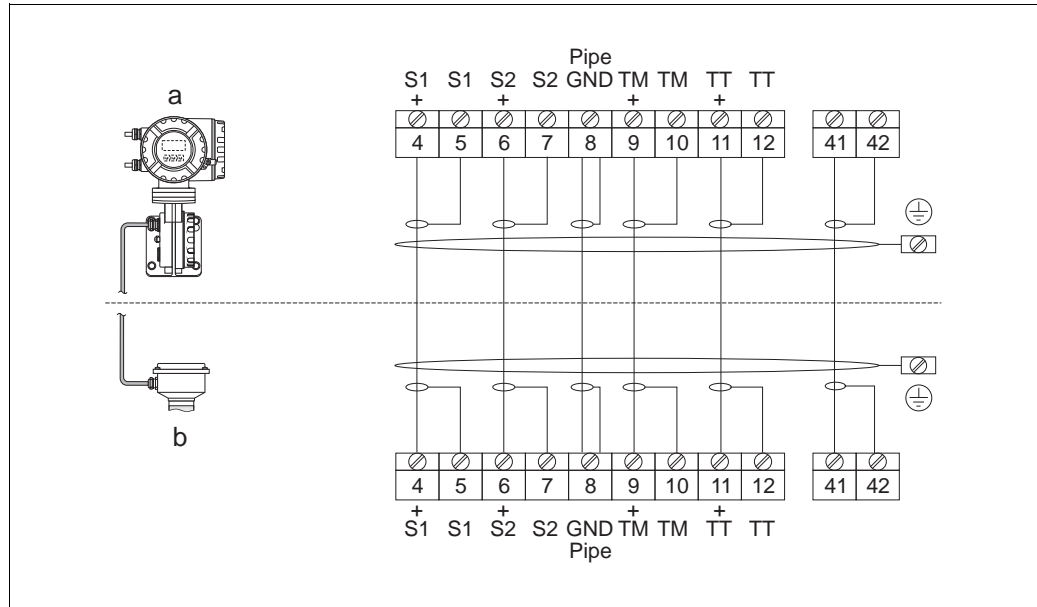 a
Pipe
S1 S1 S2 S2 GND TM TM TT TT
+ + + +
4 5 6 7 8 9 10 11 12 41 42
b
4 5 6 7 8 9 10 11 12 41 42
+ + + +
S1 S1 S2 S2 GND TM TM TT TT
Pipe